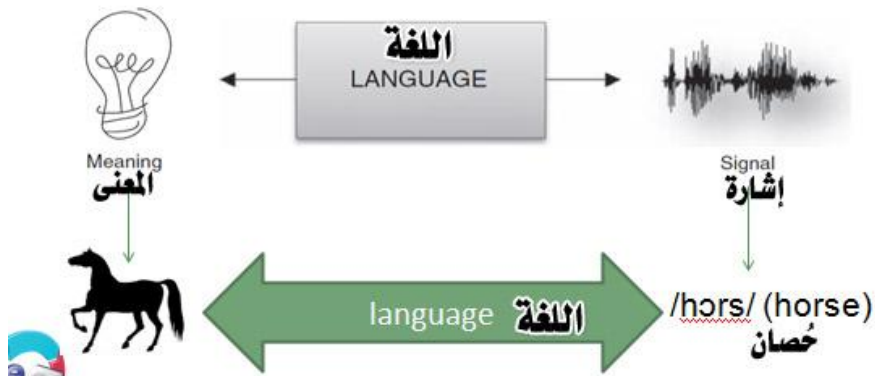 اللغة
LANGUAGE
Meaning
المعنى
Signal
إشارة
language اللغة
/hɔrs/ (horse)
حُصان